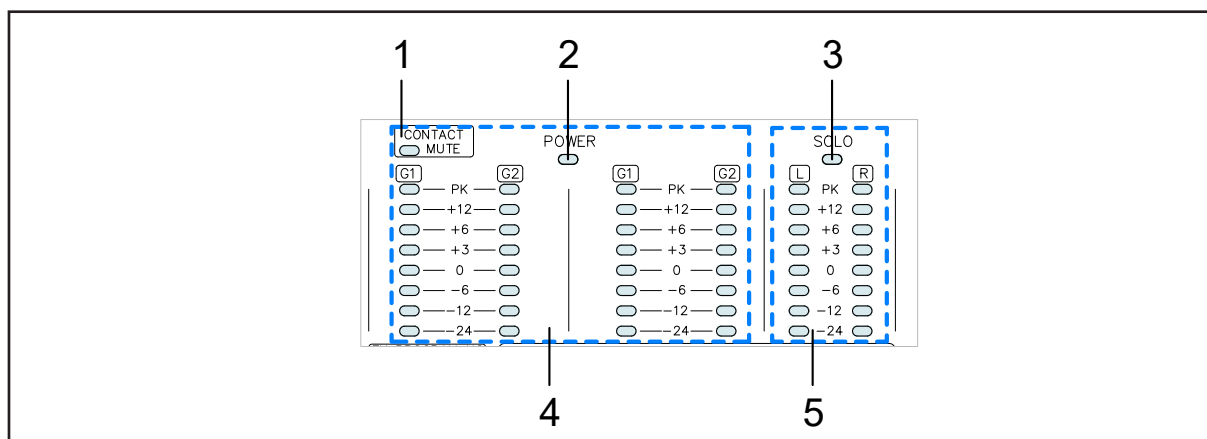 1 2 3
CONTACT
MUTE
POWER
SOLO
G1 G2 G1 G2 L R
PK PK PK
+12 +12 +12
+6 +6 +6
+3 +3 +3
0 0 0
-6 -6 -6
-12 -12 -12
-24 -24 -24
4 5